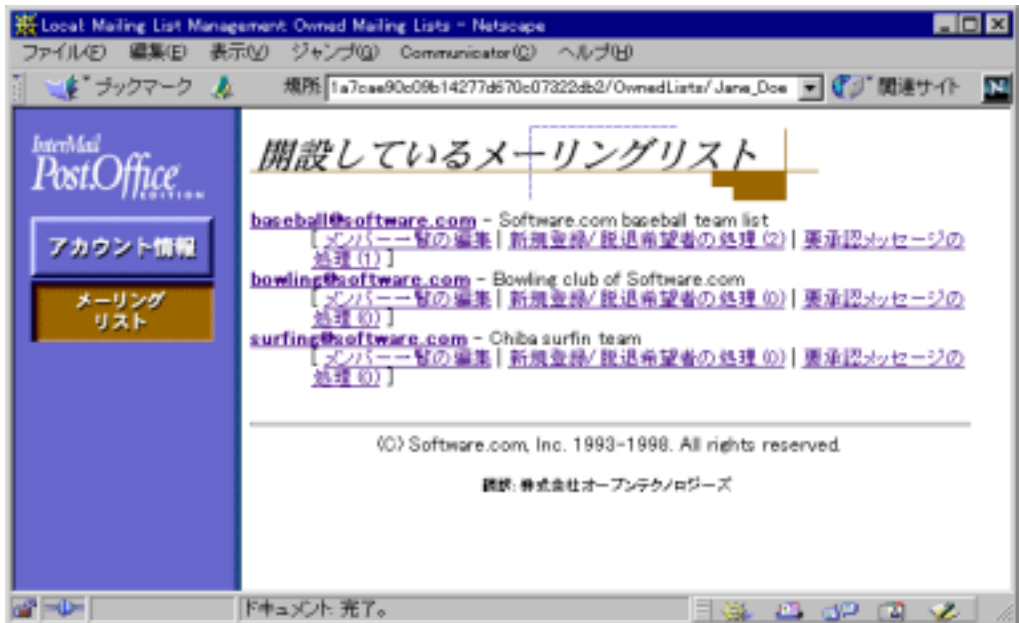 Local Mailing List Management: Owned Mailing Lists - Netscape
ファイル(F) 編集(E) 表示(V) ジャンプ(G) Communicator(C) ヘルプ(H)
ブックマーク 場所: 1a7cae90c09b14277d670c07322db2/OwnedLists/Jane_Doe 関連サイト N
InterMail
Post.Office
EDITION
アカウント情報
メーリング
リスト
開設しているメーリングリスト
baseball@software.com - Software.com baseball team list
[ メンバー一覧の編集 | 新規登録/脱退希望者の処理 (2) | 要承認メッセージの
処理 (1) ]
bowling@software.com - Bowling club of Software.com
[ メンバー一覧の編集 | 新規登録/脱退希望者の処理 (0) | 要承認メッセージの
処理 (0) ]
surfing@software.com - Chiba surfin team
[ メンバー一覧の編集 | 新規登録/脱退希望者の処理 (0) | 要承認メッセージの
処理 (0) ]
(C) Software.com, Inc. 1993-1998. All rights reserved.
翻訳: 株式会社オープンテクノロジーズ
ドキュメント: 完了。